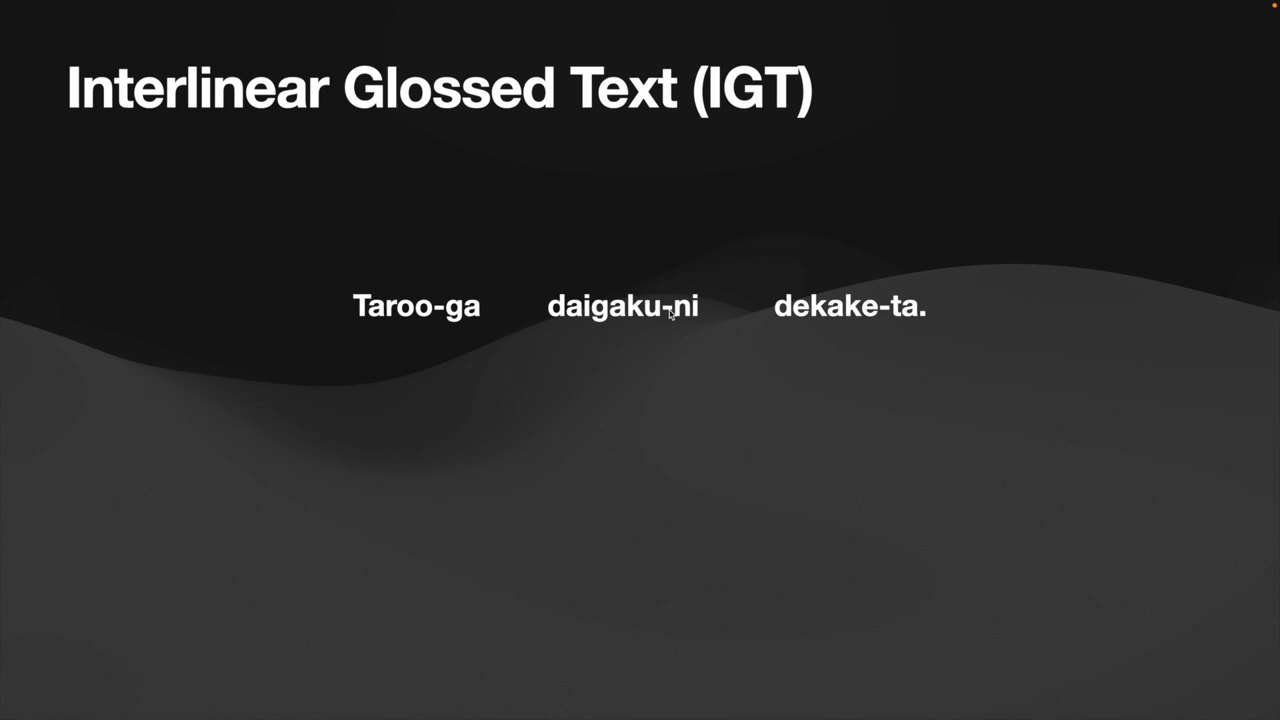 Interlinear Glossed Text (IGT)
Taroo-ga daigaku-ni dekake-ta.